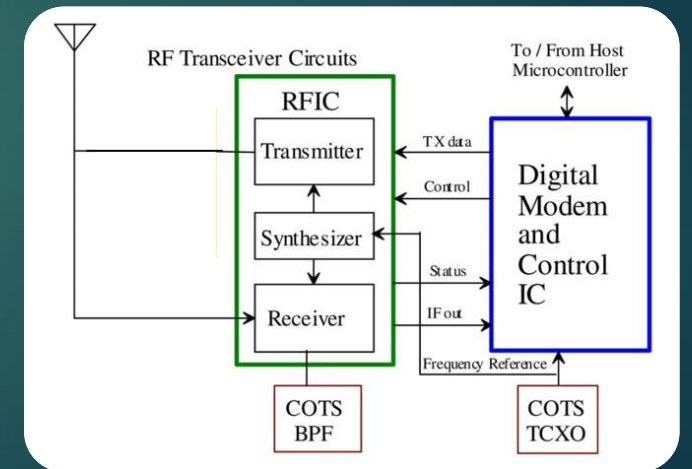 RF Transceiver Circuits
To / From Host
Microcontroller
RFIC
Transmitter
Synthesizer
Receiver
TX data
Control
Status
IF out
Frequency Reference
Digital
Modem
and
Control
IC
COTS
BPF
COTS
TCXO